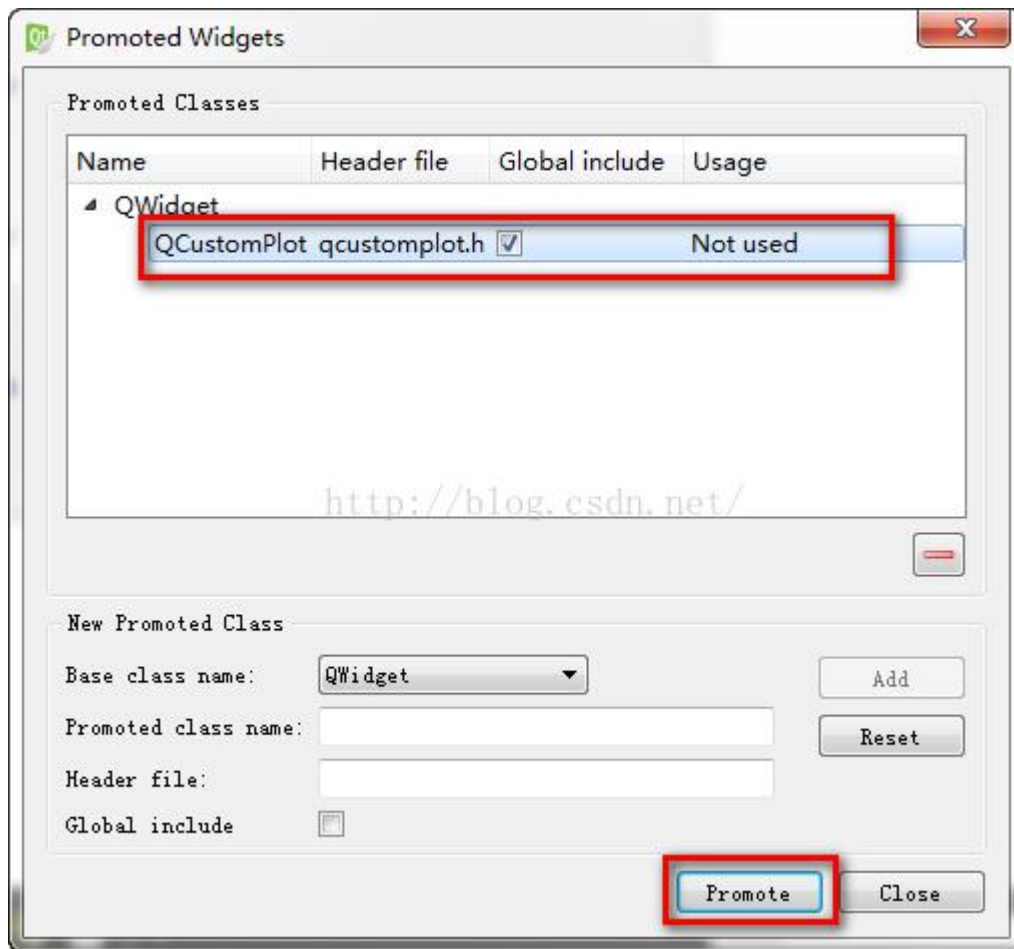 Promoted Widgets
Promoted Classes
Name Header file Global include Usage
QWidget
QCustomPlot qcustomplot.h Not used
http://blog.csdn.net/
New Promoted Class
Base class name: QWidget Add
Promoted class name: Reset
Header file:
Global include
Promote Close